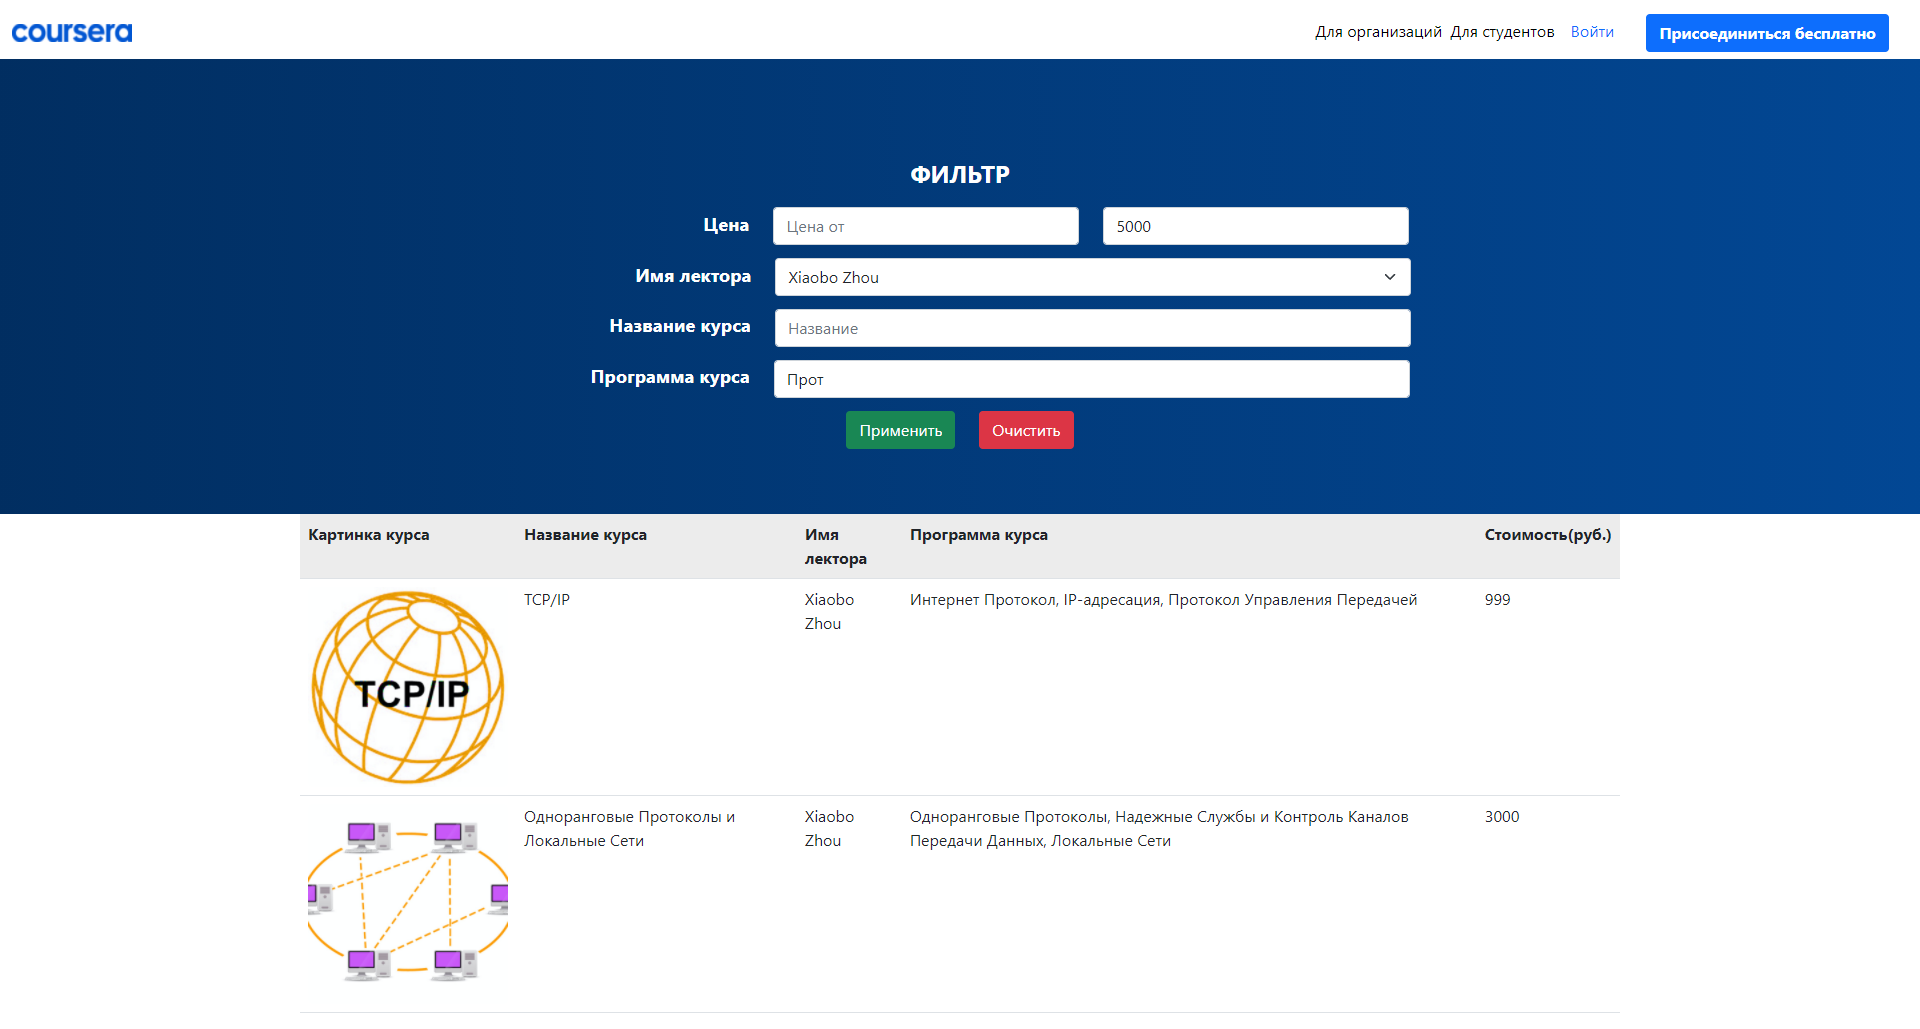 coursera
Для организаций Для студентов Войти Присоединиться бесплатно
ФИЛЬТР
Цена Цена от 5000
Имя лектора Xiaobo Zhou
Название курса Название
Программа курса Прот
Применить Очистить
Картинка курса Название курса Имя лектора Программа курса Стоимость(руб.)
TCP/IP
TCP/IP
Xiaobo
Zhou
Интернет Протокол, IP-адресация, Протокол Управления Передачей
999
Одноранговые Протоколы и
Локальные Сети
Xiaobo
Zhou
Одноранговые Протоколы, Надежные Службы и Контроль Каналов
Передачи Данных, Локальные Сети
3000